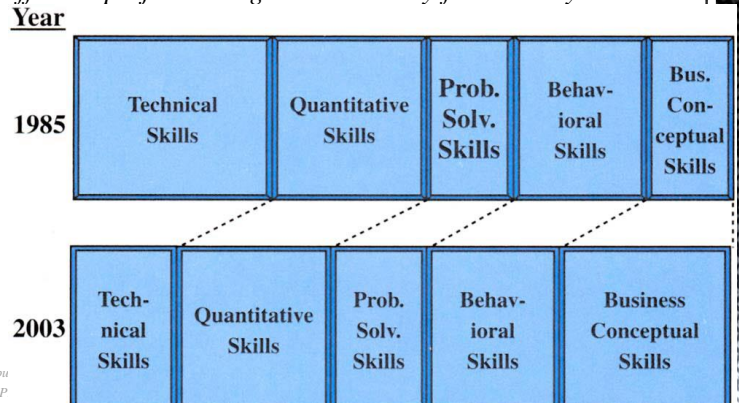 Year
1985
Technical
Skills
Quantitative
Skills
Prob.
Solv.
Skills
Behav-
ioral
Skills
Bus.
Con-
ceptual
Skills
2003
Tech-
nical
Skills
Quantitative
Skills
Prob.
Solv.
Skills
Behav-
ioral
Skills
Business
Conceptual
Skills